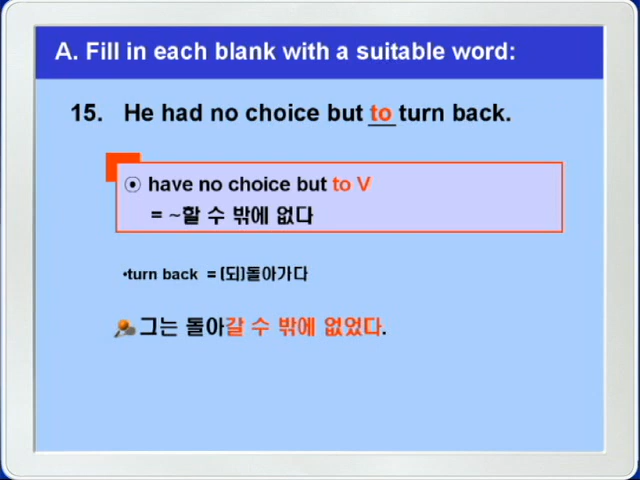 A. Fill in each blank with a suitable word:
15. He had no choice but to turn back.
⦿ have no choice but to V
= ~할 수 밖에 없다
•turn back = (되)돌아가다
그는 돌아갈 수 밖에 없었다.